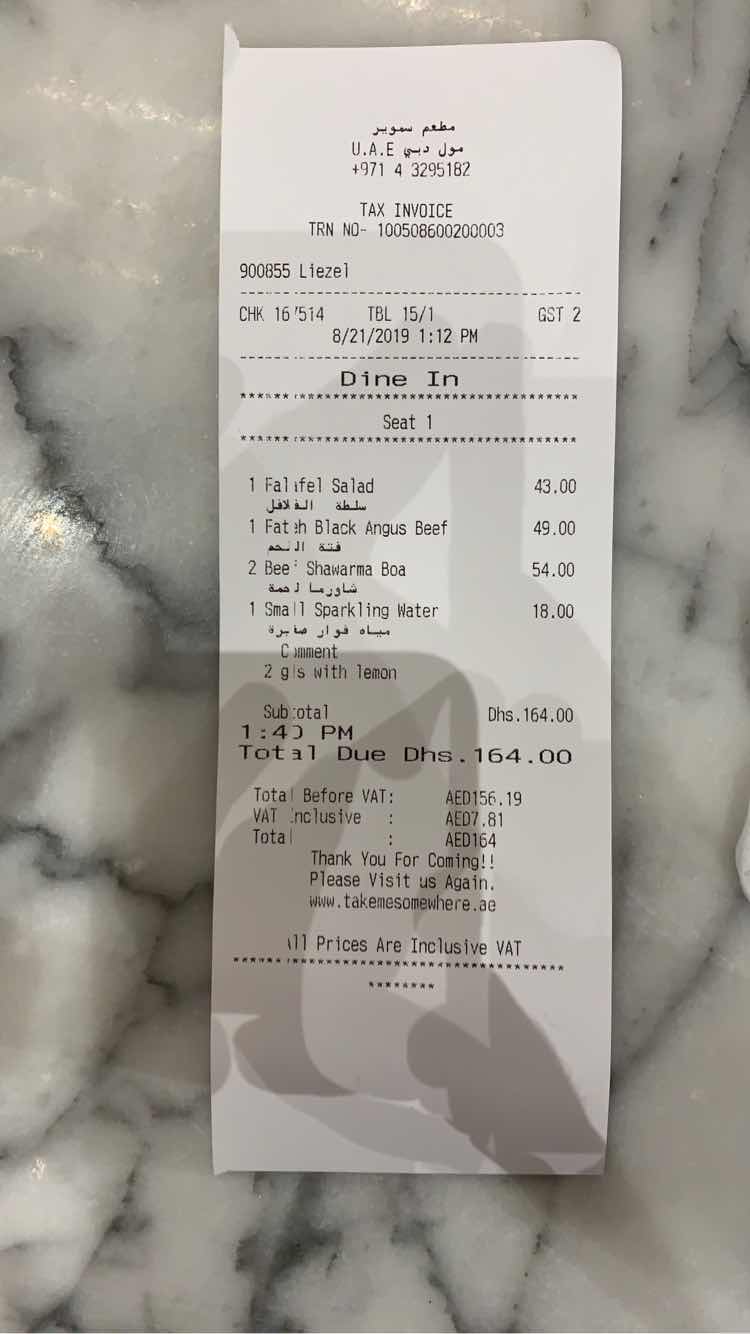 مطعم سموير
مول دبي U.A.E
+971 4 3295182
TAX INVOICE
TRN NO- 100508600200003
900855 Liezel
CHK 167514 TBL 15/1 GST 2
8/21/2019 1:12 PM
Dine In
Seat 1
1 Falafel Salad 43.00
سلطة الفلافل
1 Fateh Black Angus Beef 49.00
فتة اللحم
2 Beef Shawarma Boa 54.00
شاورما لحمة
1 Small Sparkling Water 18.00
مياه فوار صغيرة
Comment
2 gls with lemon
Subtotal Dhs.164.00
1:40 PM
Total Due Dhs.164.00
Total Before VAT: AED156.19
VAT Inclusive : AED7.81
Total : AED164
Thank You For Coming!!
Please Visit us Again.
www.takemesomewhere.ae
All Prices Are Inclusive VAT